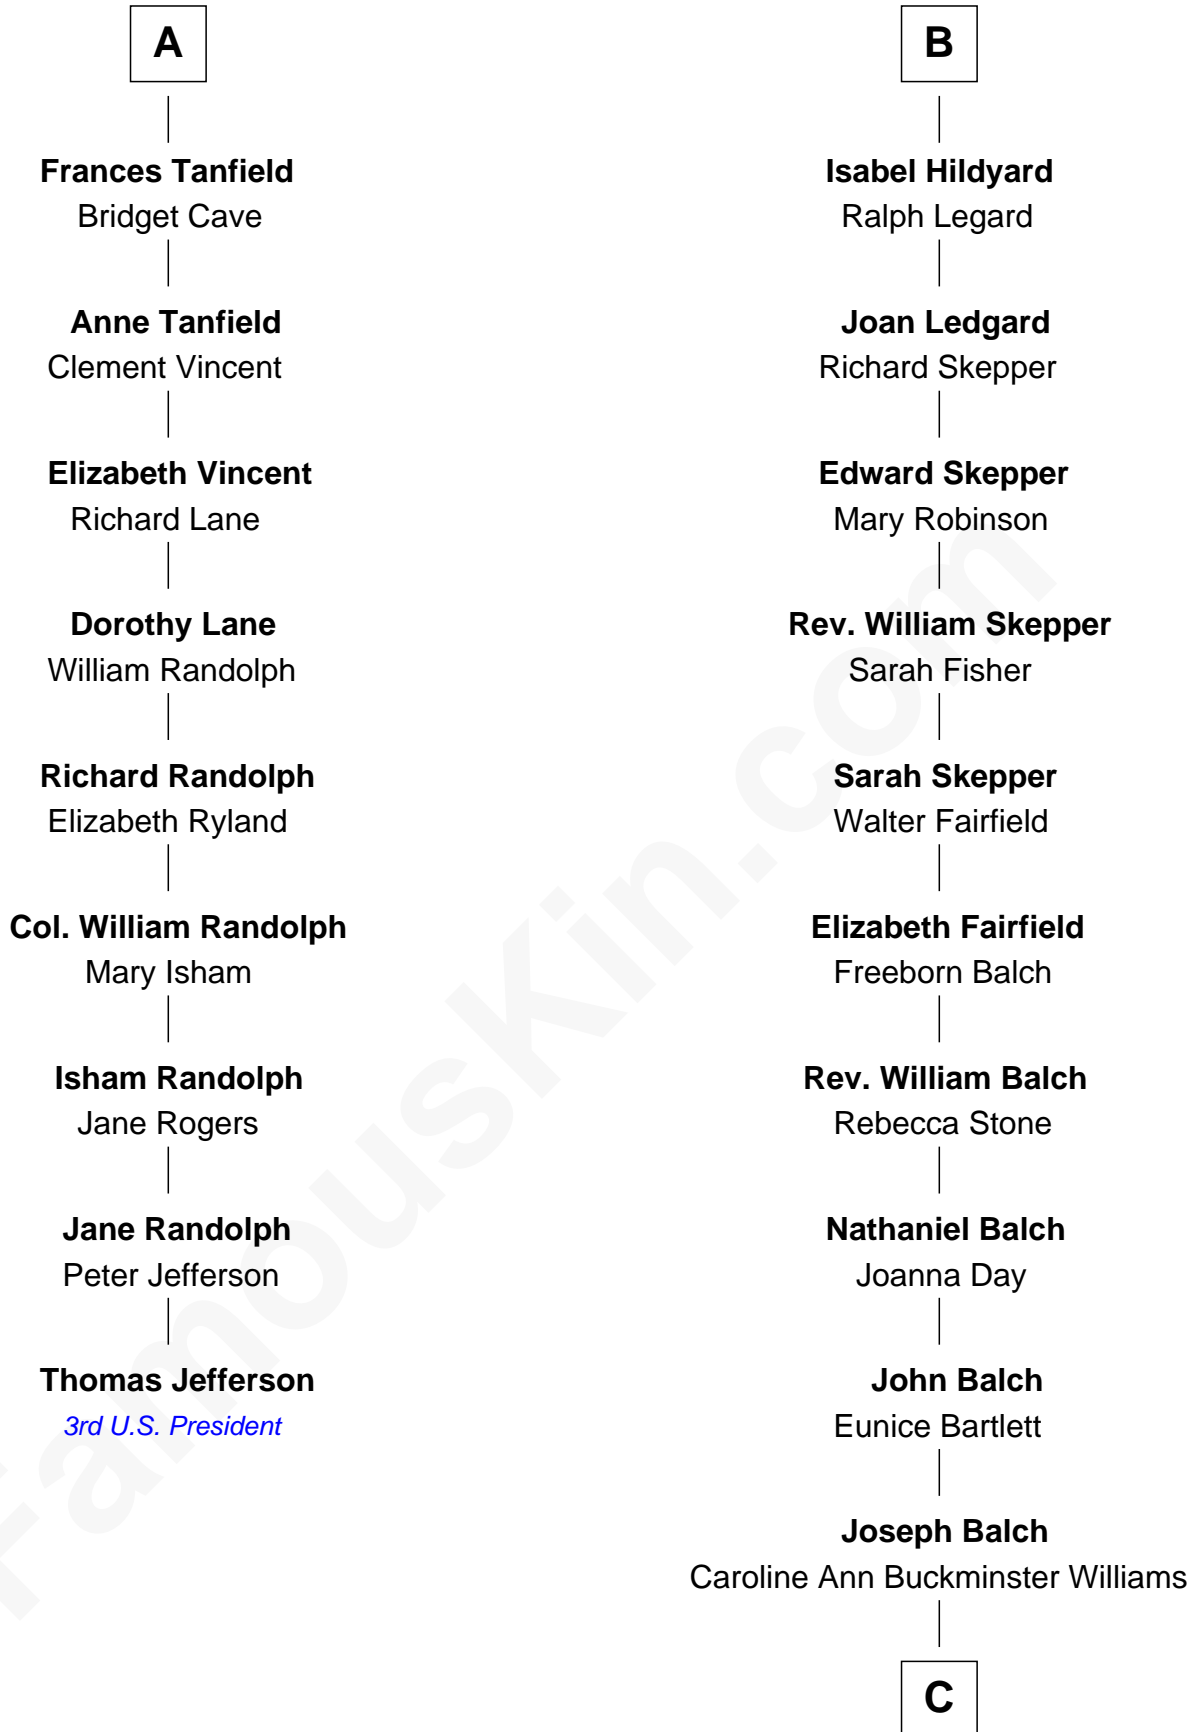 A
Frances Tanfield
Bridget Cave
Anne Tanfield
Clement Vincent
Elizabeth Vincent
Richard Lane
Dorothy Lane
William Randolph
Richard Randolph
Elizabeth Ryland
Col. William Randolph
Mary Isham
Isham Randolph
Jane Rogers
Jane Randolph
Peter Jefferson
Thomas Jefferson
3rd U.S. President
B
Isabel Hildyard
Ralph Legard
Joan Ledgard
Richard Skepper
Edward Skepper
Mary Robinson
Rev. William Skepper
Sarah Fisher
Sarah Skepper
Walter Fairfield
Elizabeth Fairfield
Freeborn Balch
Rev. William Balch
Rebecca Stone
Nathaniel Balch
Joanna Day
John Balch
Eunice Bartlett
Joseph Balch
Caroline Ann Buckminster Williams
C
FamousKin.com